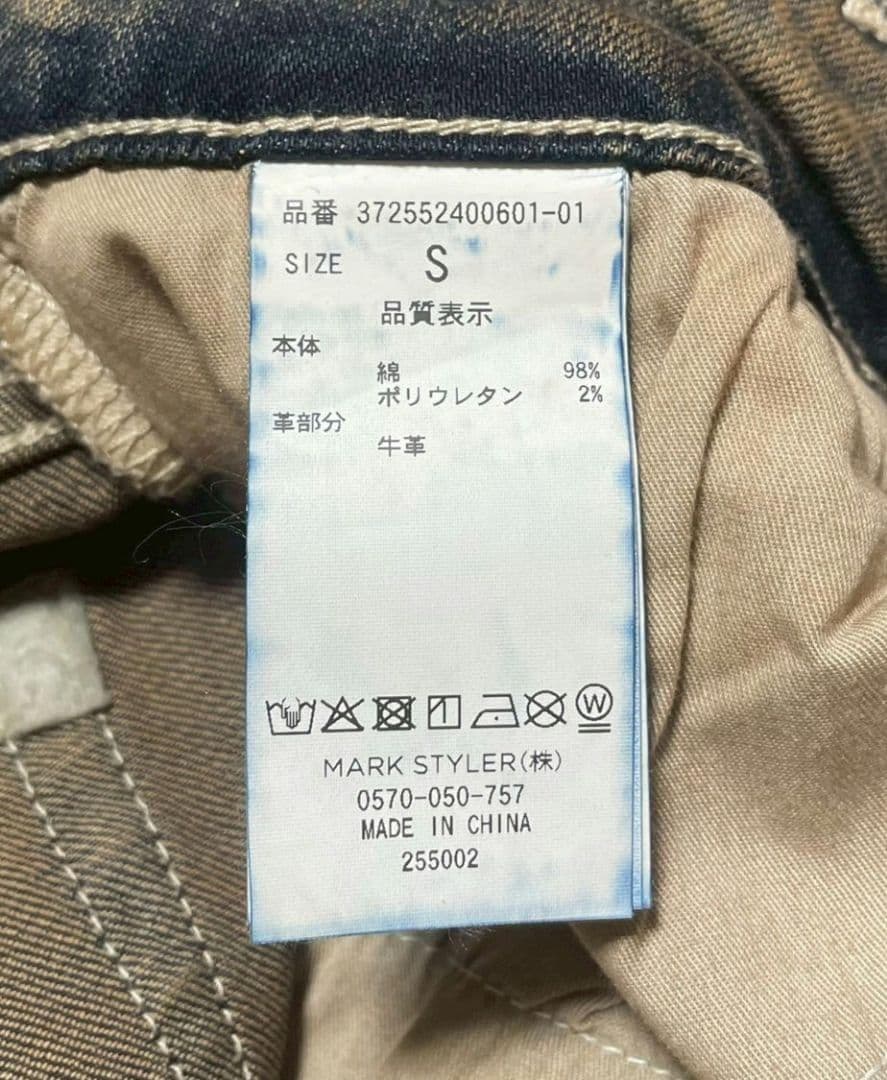 品番 372552400601-01
SIZE S
品質表示
本体
綿 98%
ポリウレタン 2%
革部分
牛革
W
MARK STYLER(株)
0570-050-757
MADE IN CHINA
255002